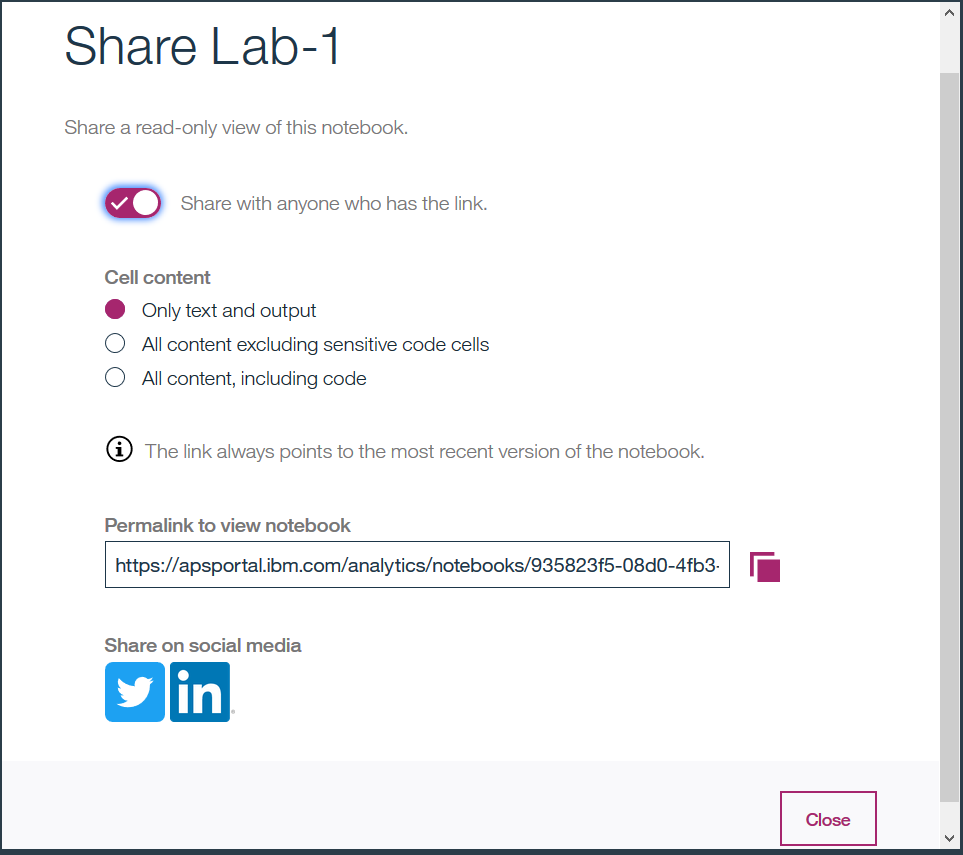 Share Lab-1
Share a read-only view of this notebook.
Share with anyone who has the link.
Cell content
Only text and output
All content excluding sensitive code cells
All content, including code
The link always points to the most recent version of the notebook.
Permalink to view notebook
https://apsportal.ibm.com/analytics/notebooks/935823f5-08d0-4fb3-
Share on social media
in
Close